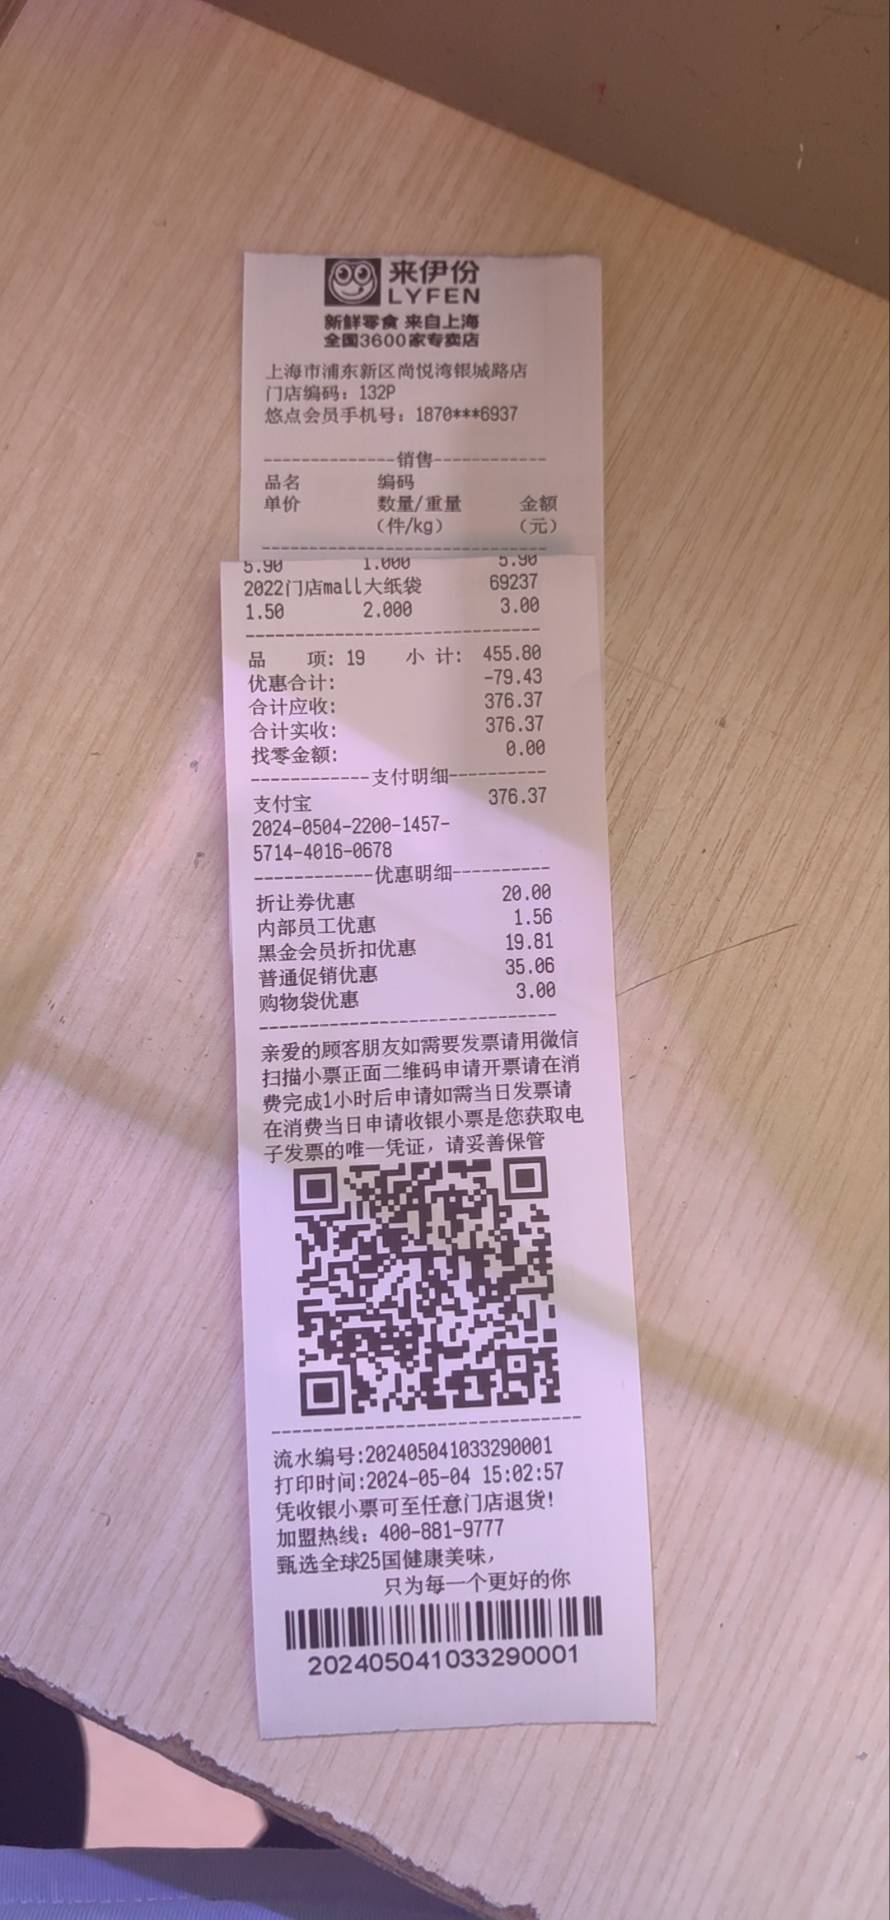 来伊份
LYFEN
新鲜零食 来自上海
全国3600家专卖店
上海市浦东新区尚悦湾银城路店
门店编码：132P
悠点会员手机号：1870***6937
--------------销售------------
品名 编码
单价 数量/重量 金额
（件/kg） （元）
------------------------------
5.90 1.000 5.90
2022门店mall大纸袋 69237
1.50 2.000 3.00
------------------------------
品 项: 19 小 计: 455.80
优惠合计: -79.43
合计应收: 376.37
合计实收: 376.37
找零金额: 0.00
------------支付明细----------
支付宝 376.37
2024-0504-2200-1457-
5714-4016-0678
------------优惠明细----------
折让券优惠 20.00
内部员工优惠 1.56
黑金会员折扣优惠 19.81
普通促销优惠 35.06
购物袋优惠 3.00
------------------------------
亲爱的顾客朋友如需要发票请用微信
扫描小票正面二维码申请开票请在消
费完成1小时后申请如需当日发票请
在消费当日申请收银小票是您获取电
子发票的唯一凭证，请妥善保管
------------------------------
流水编号:202405041033290001
打印时间:2024-05-04 15:02:57
凭收银小票可至任意门店退货!
加盟热线：400-881-9777
甄选全球25国健康美味，
只为每一个更好的你
202405041033290001